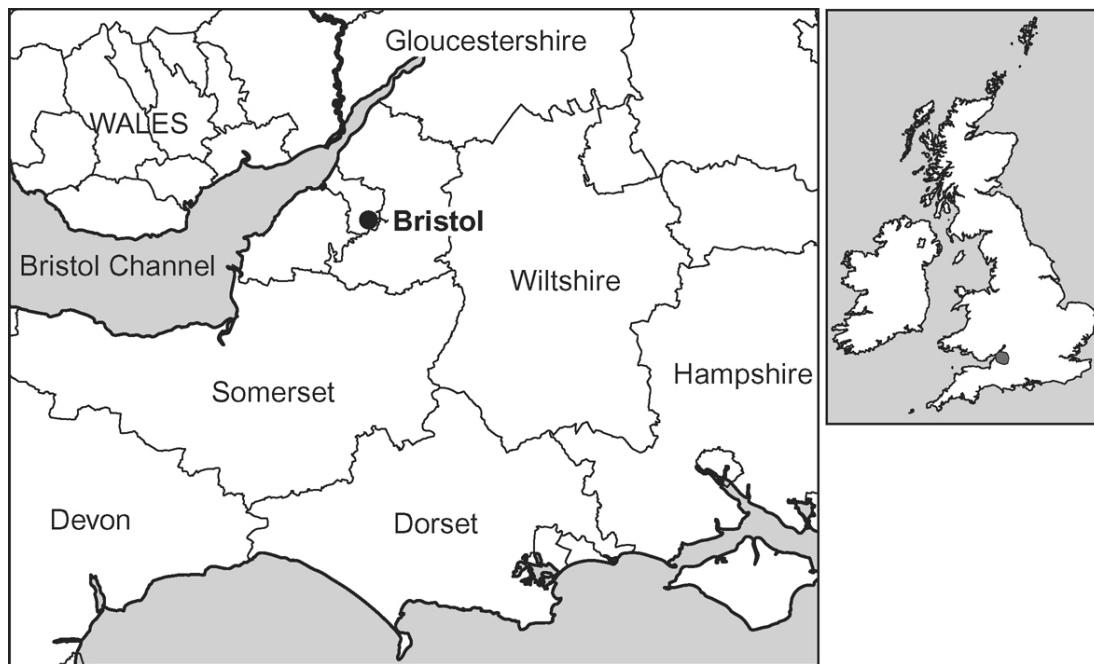 Gloucestershire
WALES
Bristol
Bristol Channel
Wiltshire
Hampshire
Somerset
Devon
Dorset